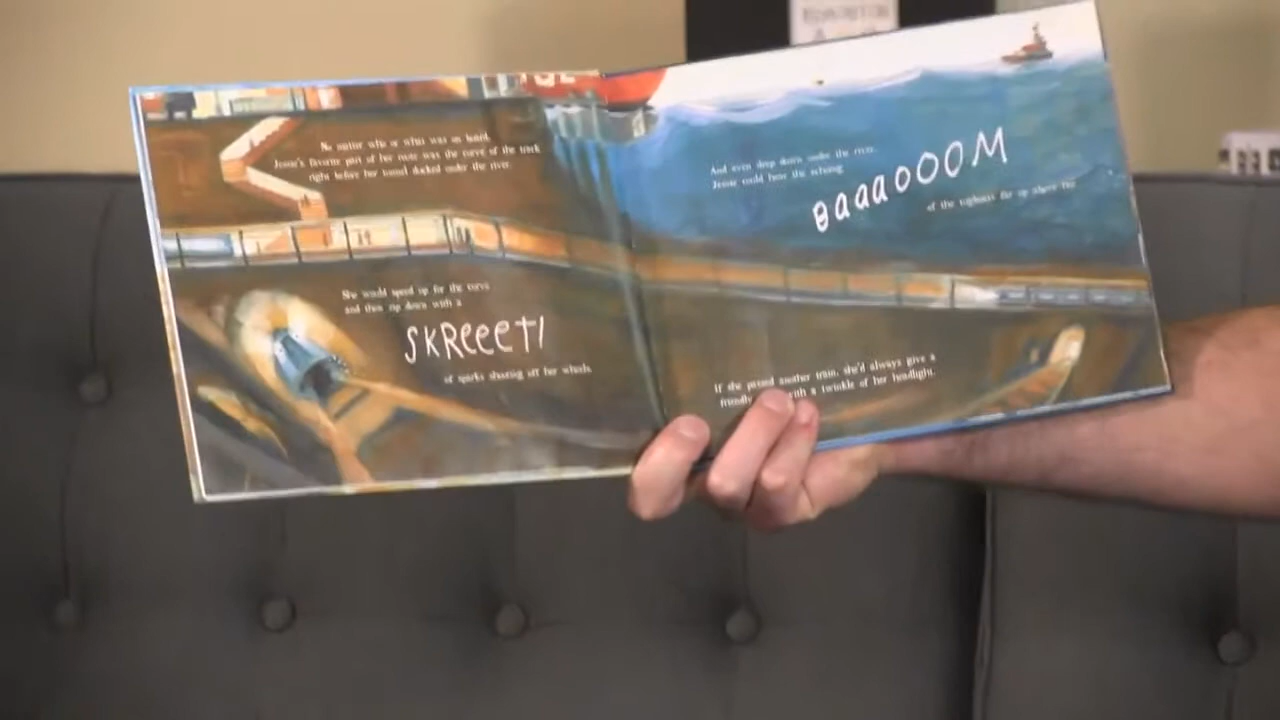 No matter who or what was on board,
Jessie's favorite part of her route was the curve of the track
right before her tunnel ducked under the river.
She would speed up for the curve
and then zip down with a
SKREEET!
of sparks shooting off her wheels.
And even deep down under the river,
Jessie could hear the echoing
BaaaOOOM
of the tugboats far up above her
If she passed another train, she'd always give a
friendly with a twinkle of her headlight.